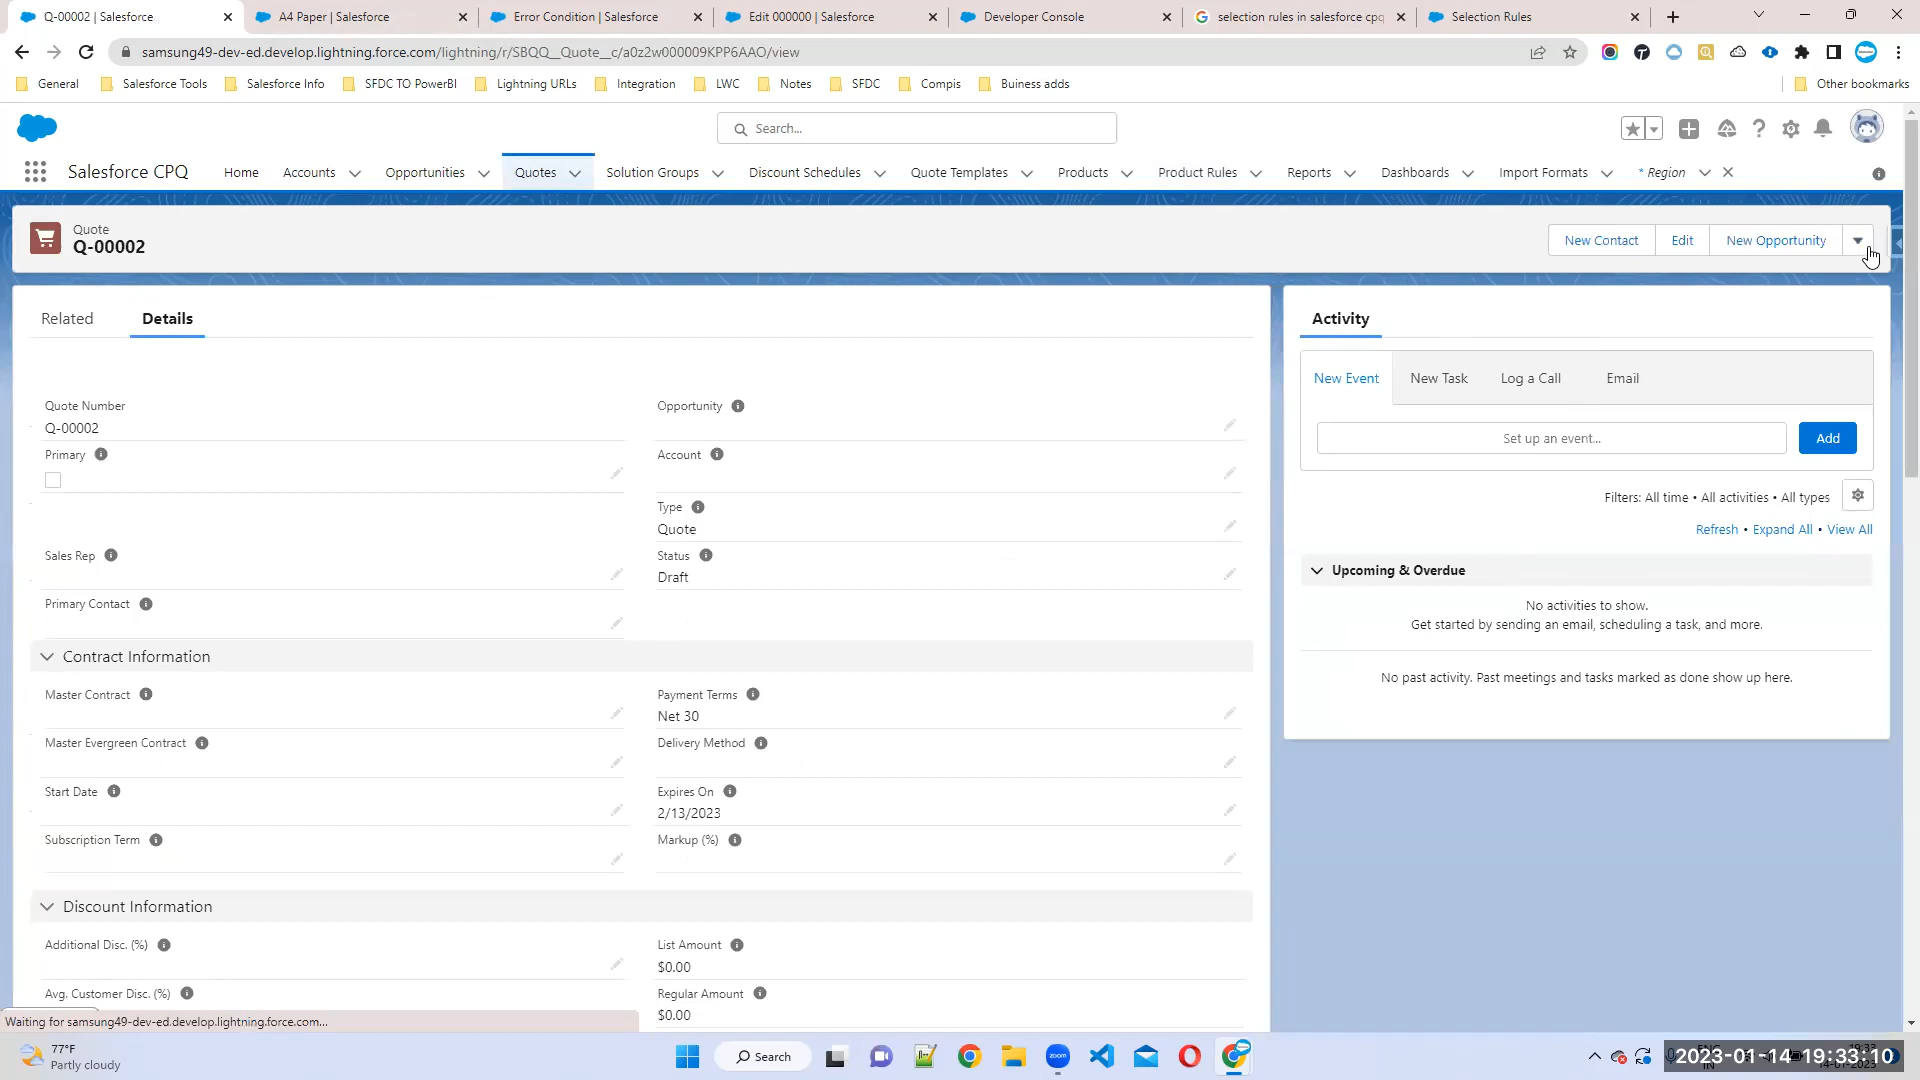 Q-00002 | Salesforce
A4 Paper | Salesforce
Error Condition | Salesforce
Edit 000000 | Salesforce
Developer Console
selection rules in salesforce cpq
Selection Rules
samsung49-dev-ed.develop.lightning.force.com/lightning/r/SBQQ__Quote__c/a0z2w000009KPP6AAO/view
General
Salesforce Tools
Salesforce Info
SFDC TO PowerBI
Lightning URLs
Integration
LWC
Notes
SFDC
Compis
Buiness adds
Other bookmarks
Search...
Salesforce CPQ
Home
Accounts
Opportunities
Quotes
Solution Groups
Discount Schedules
Quote Templates
Products
Product Rules
Reports
Dashboards
Import Formats
* Region
Quote
Q-00002
New Contact
Edit
New Opportunity
Related
Details
Quote Number
Q-00002
Opportunity
Primary
Account
Type
Quote
Sales Rep
Status
Draft
Primary Contact
Contract Information
Master Contract
Payment Terms
Net 30
Master Evergreen Contract
Delivery Method
Start Date
Expires On
2/13/2023
Subscription Term
Markup (%)
Discount Information
Additional Disc. (%)
List Amount
$0.00
Avg. Customer Disc. (%)
Regular Amount
$0.00
Activity
New Event
New Task
Log a Call
Email
Set up an event...
Add
Filters: All time • All activities • All types
Refresh • Expand All • View All
Upcoming & Overdue
No activities to show.
Get started by sending an email, scheduling a task, and more.
No past activity. Past meetings and tasks marked as done show up here.
Waiting for samsung49-dev-ed.develop.lightning.force.com...
77°F
Partly cloudy
Search
zoom
2023-01-14-19:33:10